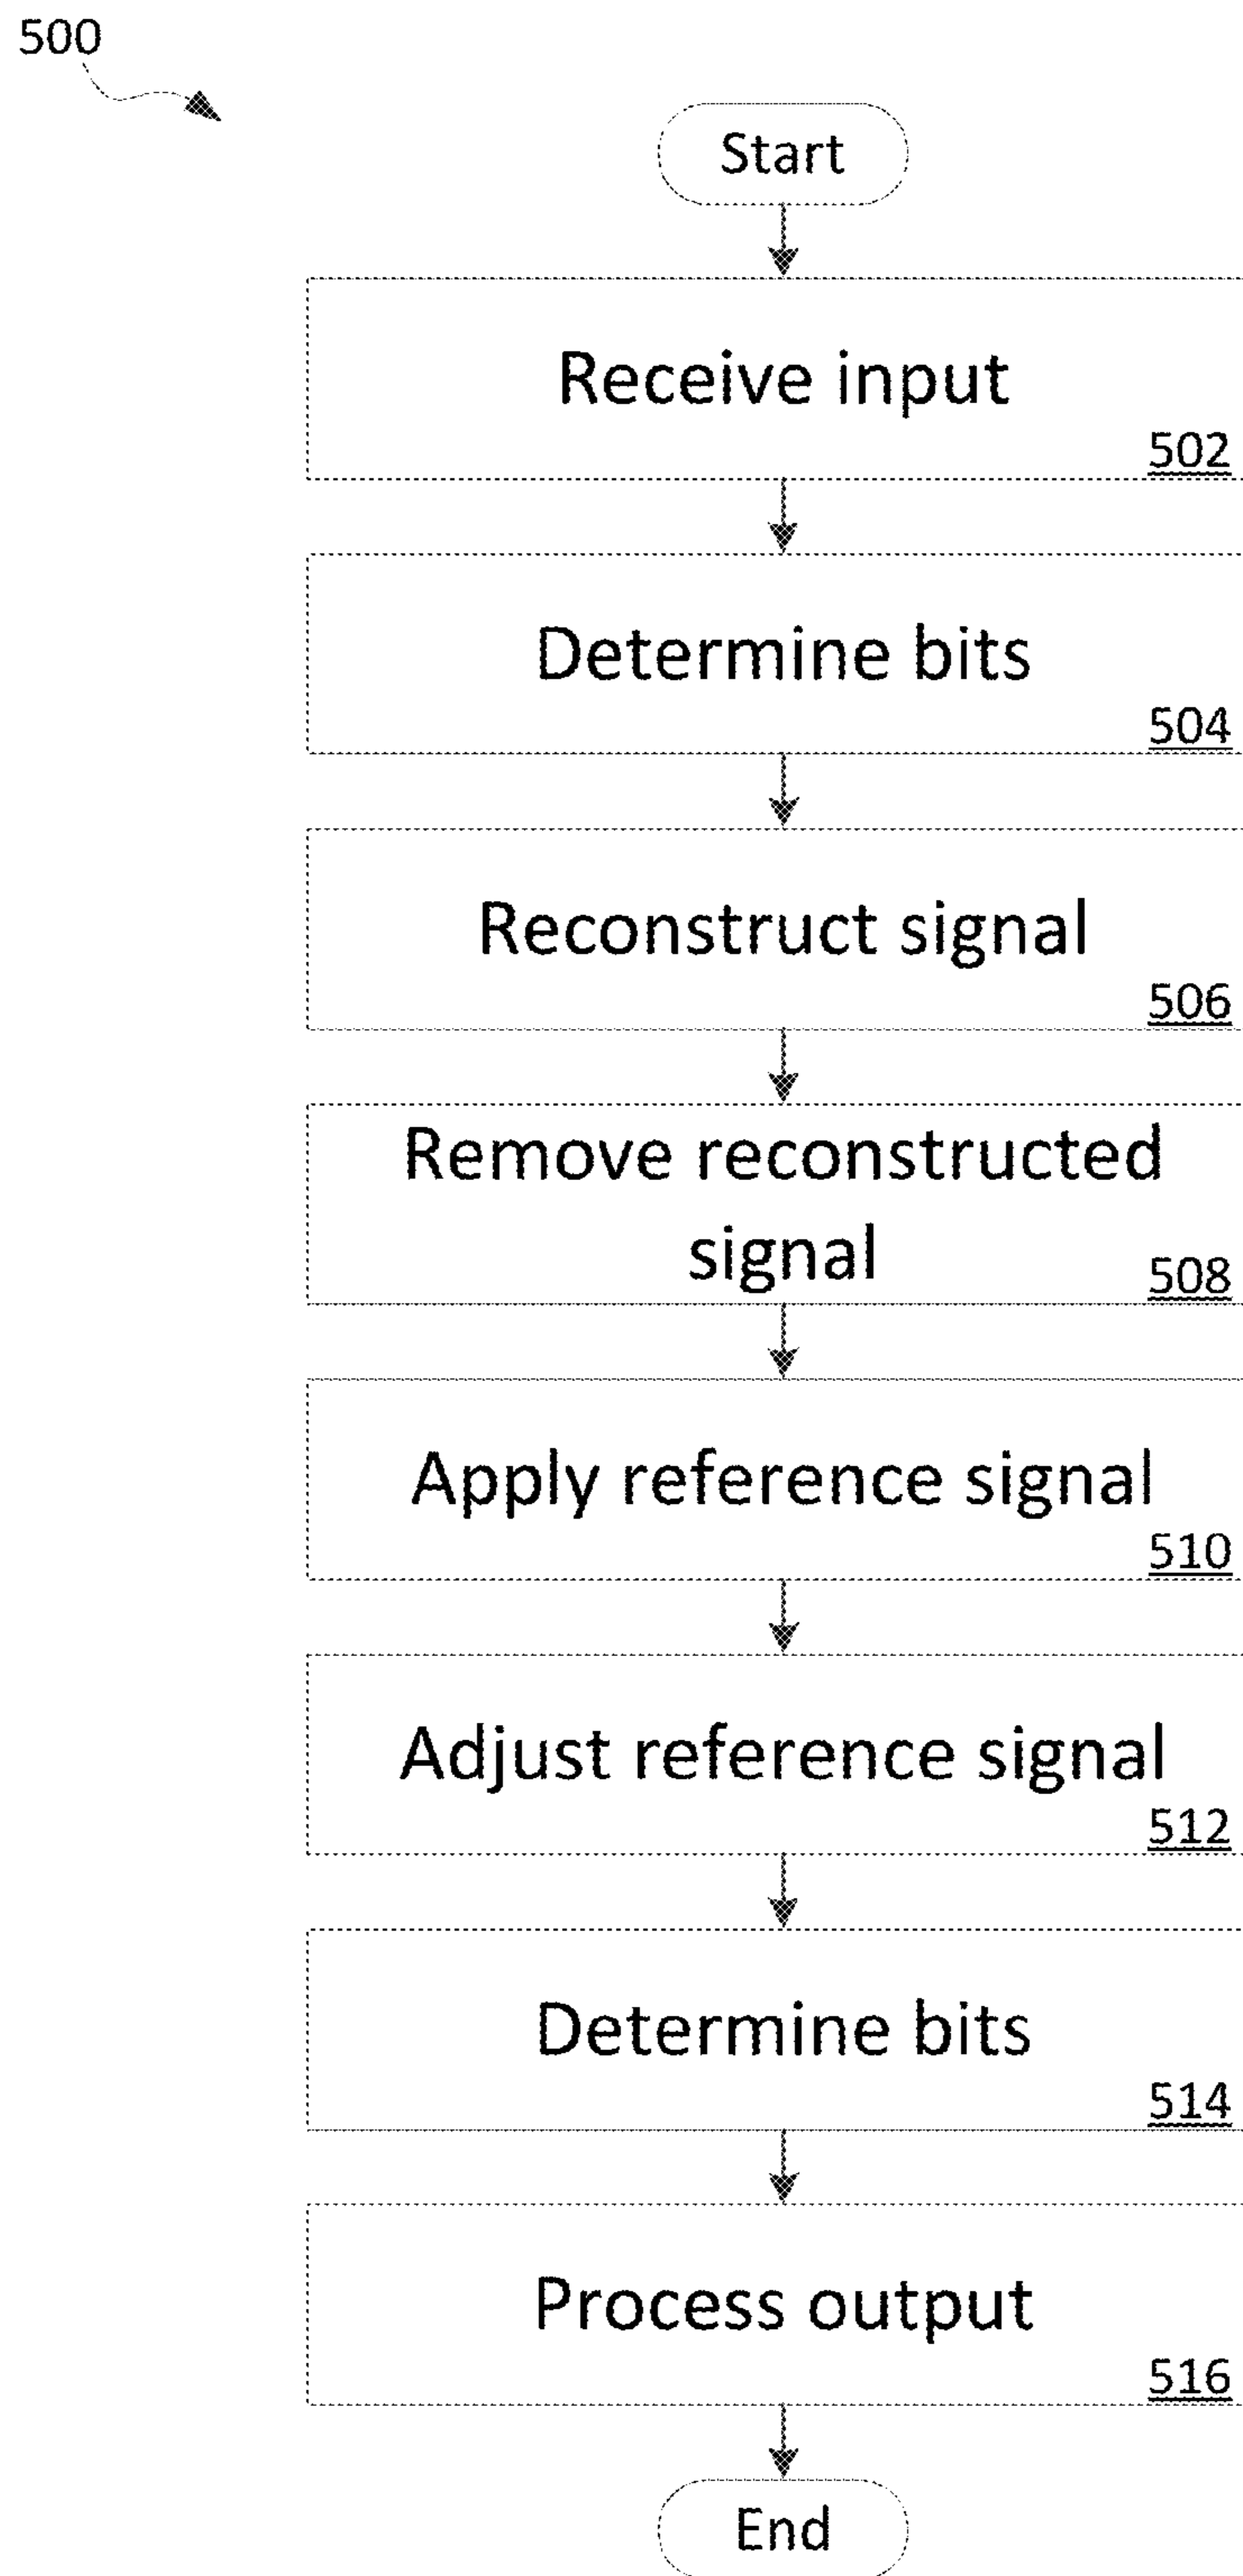 500
Start
Receive input
502
Determine bits
504
Reconstruct signal
506
Remove reconstructed
signal
508
Apply reference signal
510
Adjust reference signal
512
Determine bits
514
Process output
516
End